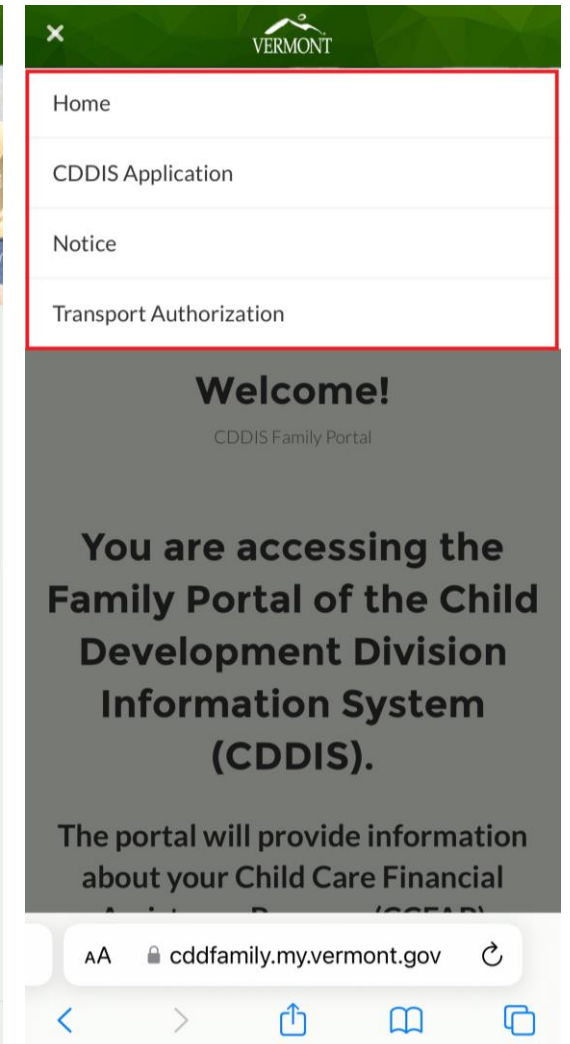 VERMONT
Home
CDDIS Application
Notice
Transport Authorization
Welcome!
CDDIS Family Portal
You are accessing the
Family Portal of the Child
Development Division
Information System
(CDDIS).
The portal will provide information
about your Child Care Financial
AA cddfamily.my.vermont.gov